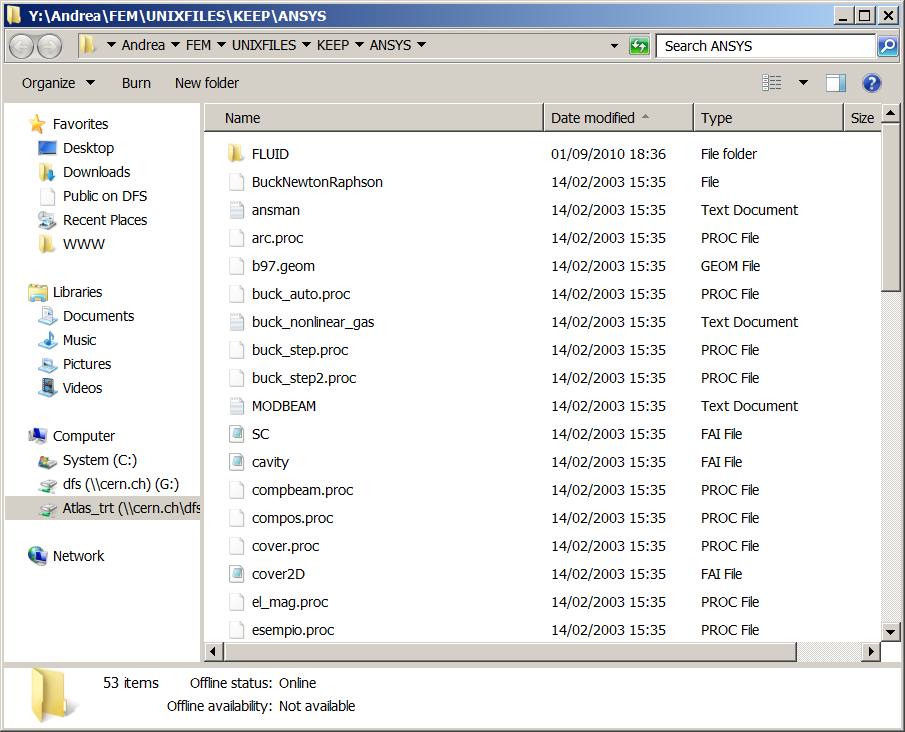 Y:\Andrea\FEM\UNIXFILES\KEEP\ANSYS
Andrea FEM UNIXFILES KEEP ANSYS Search ANSYS
Organize Burn New folder
Favorites
Desktop
Downloads
Public on DFS
Recent Places
WWW
Libraries
Documents
Music
Pictures
Videos
Computer
System (C:)
dfs (\\cern.ch) (G:)
Atlas_trt (\\cern.ch\dfs
Network
Name Date modified Type Size
FLUID 01/09/2010 18:36 File folder
BuckNewtonRaphson 14/02/2003 15:35 File
ansman 14/02/2003 15:35 Text Document
arc.proc 14/02/2003 15:35 PROC File
b97.geom 14/02/2003 15:35 GEOM File
buck_auto.proc 14/02/2003 15:35 PROC File
buck_nonlinear_gas 14/02/2003 15:35 Text Document
buck_step.proc 14/02/2003 15:35 PROC File
buck_step2.proc 14/02/2003 15:35 PROC File
MODBEAM 14/02/2003 15:35 Text Document
SC 14/02/2003 15:35 FAI File
cavity 14/02/2003 15:35 FAI File
compbeam.proc 14/02/2003 15:35 PROC File
compos.proc 14/02/2003 15:35 PROC File
cover.proc 14/02/2003 15:35 PROC File
cover2D 14/02/2003 15:35 FAI File
el_mag.proc 14/02/2003 15:35 PROC File
esempio.proc 14/02/2003 15:35 PROC File
53 items Offline status: Online
Offline availability: Not available